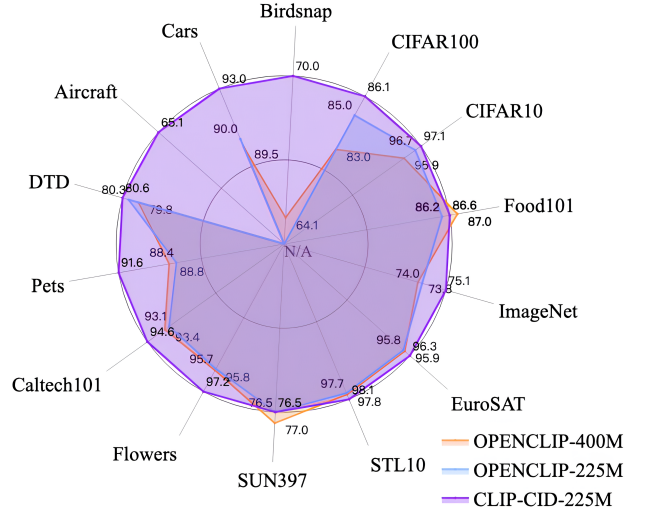 Birdsnap
Cars
CIFAR100
70.0
93.0
86.1
Aircraft
85.0
CIFAR10
65.1
90.0
96.7
97.1
89.5
83.0
95.9
DTD
80.3
80.6
79.8
86.2
86.6
Food101
87.0
64.1
N/A
88.4
91.6
88.8
74.0
75.1
73.3
Pets
ImageNet
93.1
94.6
93.4
95.8
96.3
95.9
95.7
Caltech101
97.2
95.8
97.7
98.1
97.8
76.5
76.5
EuroSAT
77.0
Flowers
SUN397
STL10
OPENCLIP-400M
OPENCLIP-225M
CLIP-CID-225M